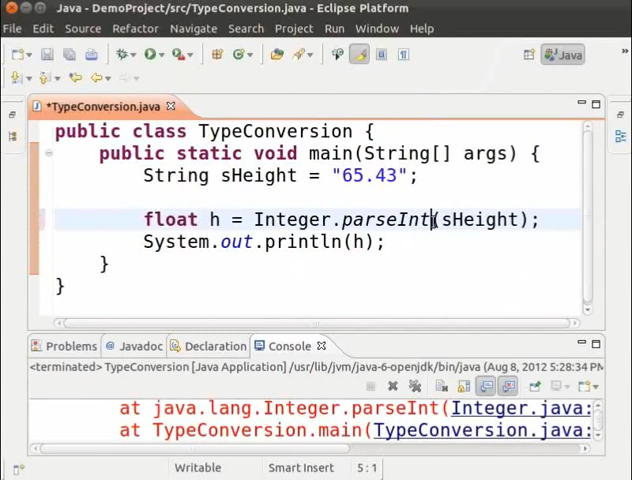 Java - DemoProject/src/TypeConversion.java - Eclipse Platform
File Edit Source Refactor Navigate Search Project Run Window Help
Java
»
*TypeConversion.java
public class TypeConversion {
public static void main(String[] args) {
String sHeight = "65.43";
float h = Integer.parseInt(sHeight);
System.out.println(h);
}
}
Problems Javadoc Declaration Console
<terminated> TypeConversion [Java Application] /usr/lib/jvm/java-6-openjdk/bin/java (Aug 8, 2012 5:28:34 PM)
at java.lang.Integer.parseInt(Integer.java:
at TypeConversion.main(TypeConversion.java:
Writable Smart Insert 5 : 1